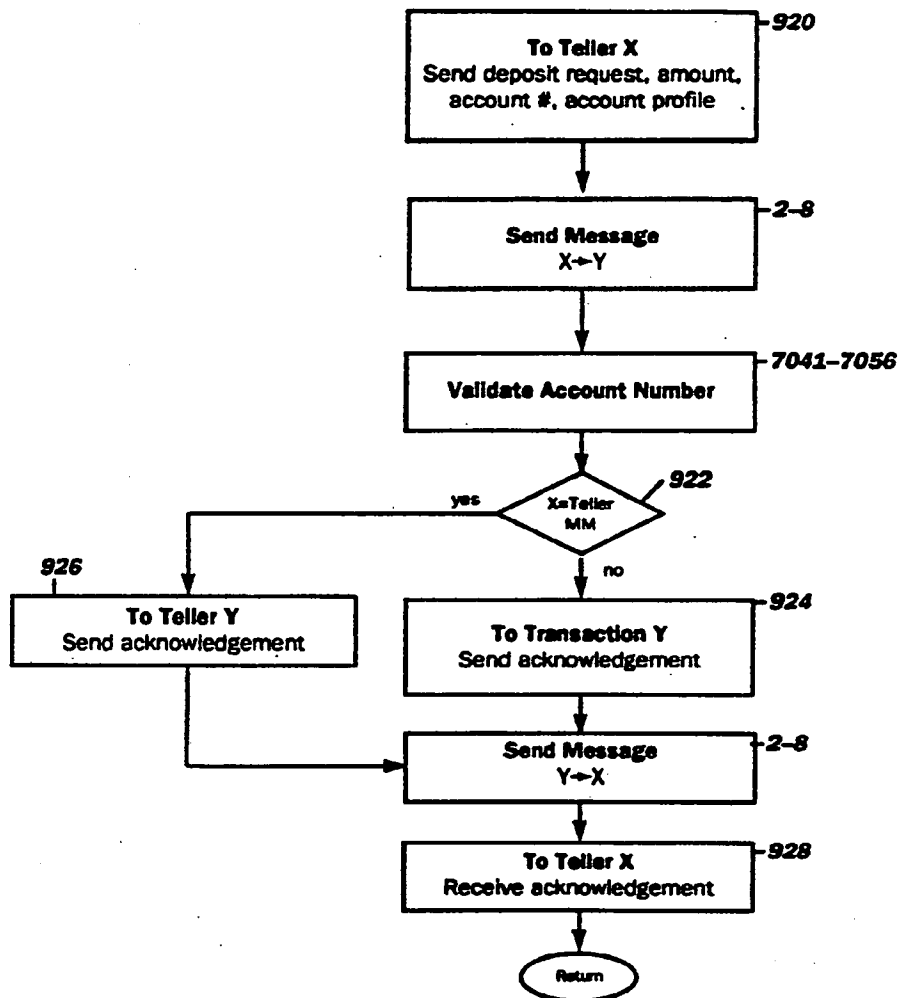 920
To Teller X
Send deposit request, amount,
account #, account profile
2–8
Send Message
X→Y
7041–7056
Validate Account Number
922
X=Teller
MM
yes
no
926
To Teller Y
Send acknowledgement
924
To Transaction Y
Send acknowledgement
2–8
Send Message
Y→X
928
To Teller X
Receive acknowledgement
Return